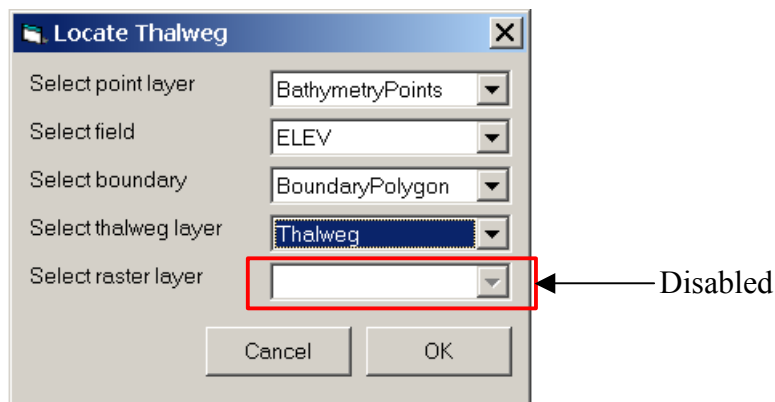 Locate Thalweg
Select point layer BathymetryPoints
Select field ELEV
Select boundary BoundaryPolygon
Select thalweg layer Thalweg
Select raster layer Disabled
Cancel OK